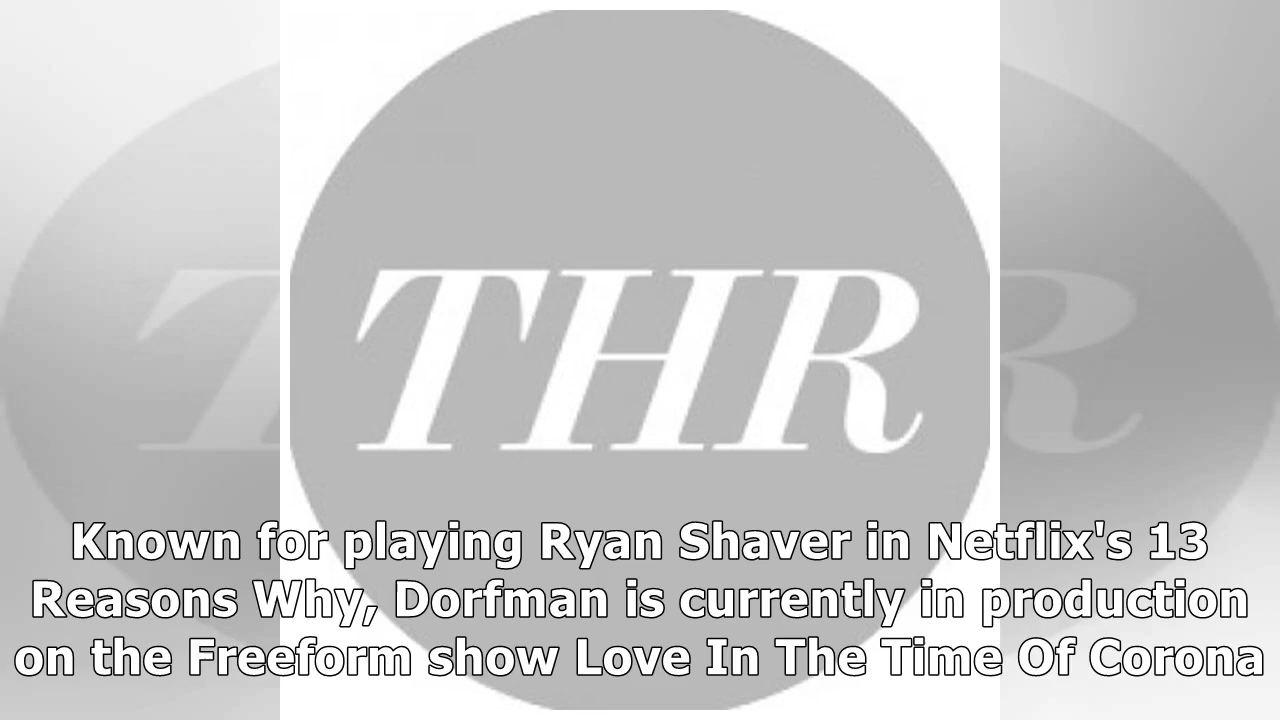 THR
Known for playing Ryan Shaver in Netflix's 13
Reasons Why, Dorfman is currently in production
on the Freeform show Love In The Time Of Corona